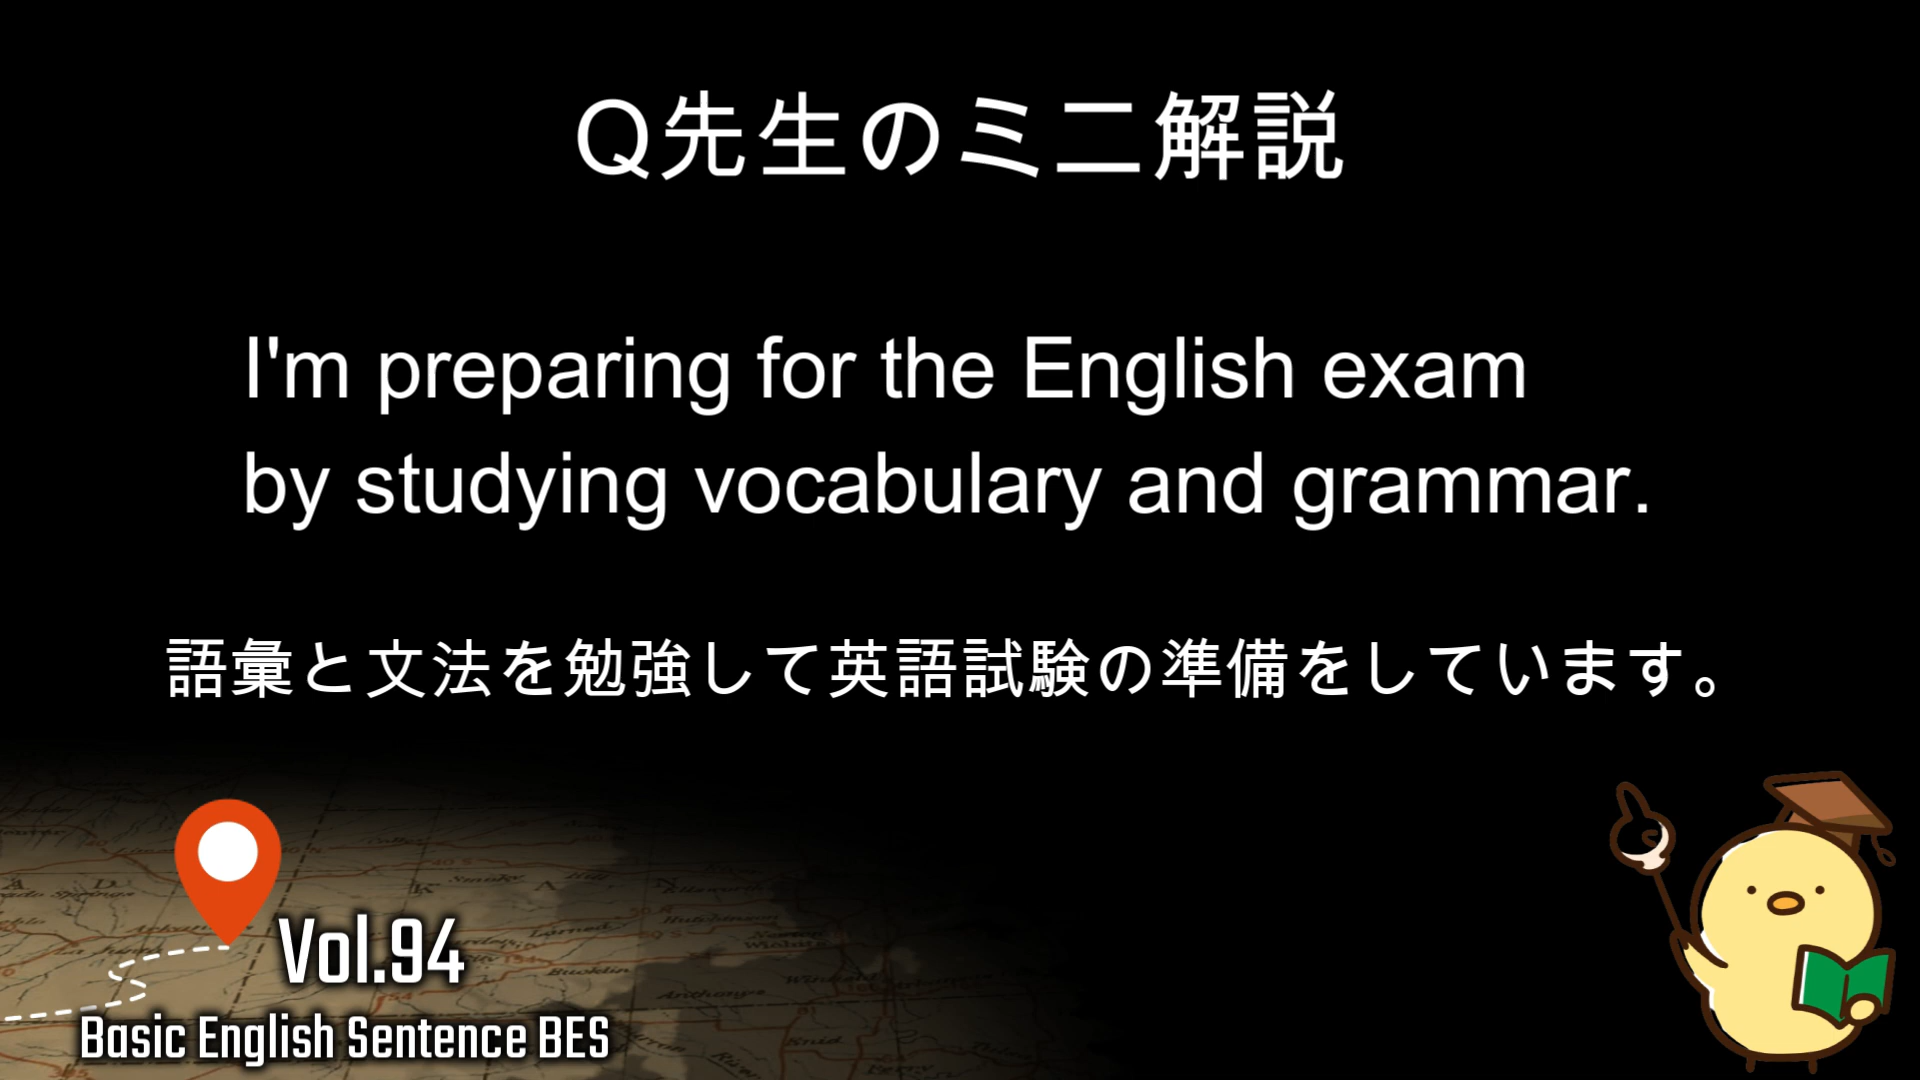 Q先生のミニ解説
I'm preparing for the English exam
by studying vocabulary and grammar.
語彙と文法を勉強して英語試験の準備をしています。
Vol.94
Basic English Sentence BES